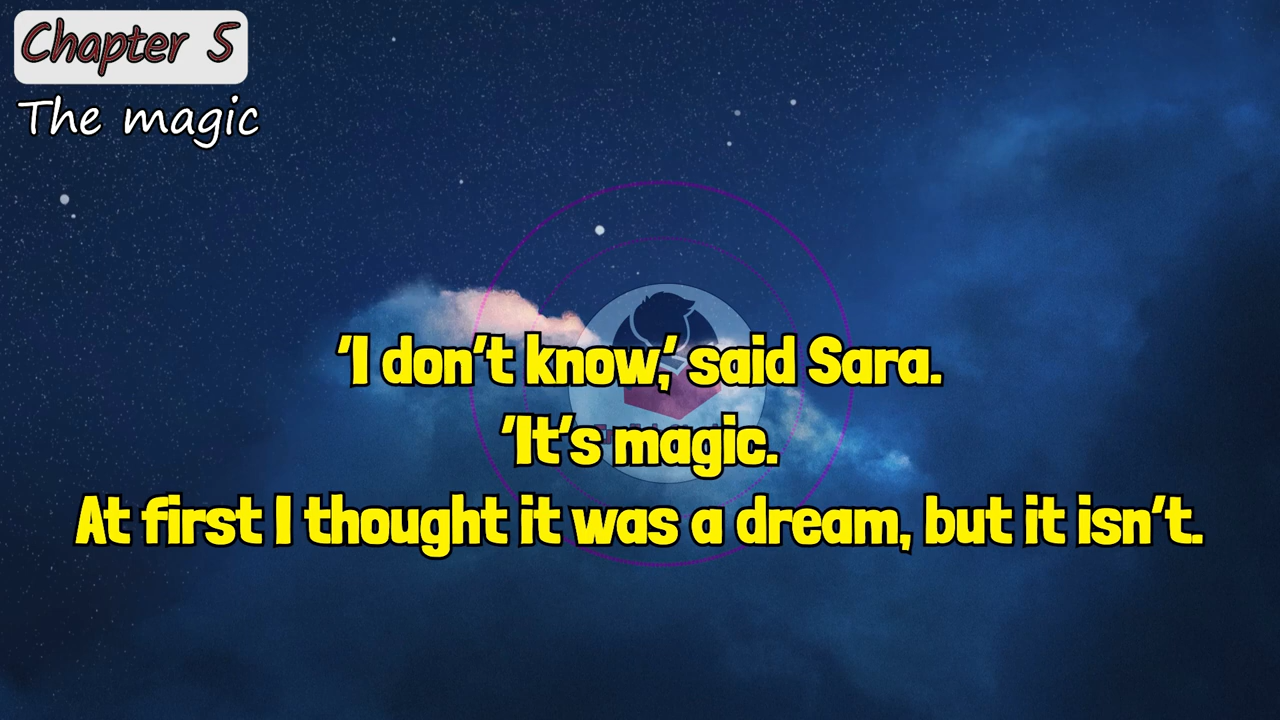 Chapter 5
The magic
'I don't know,' said Sara.
'It's magic.
At first I thought it was a dream, but it isn't.